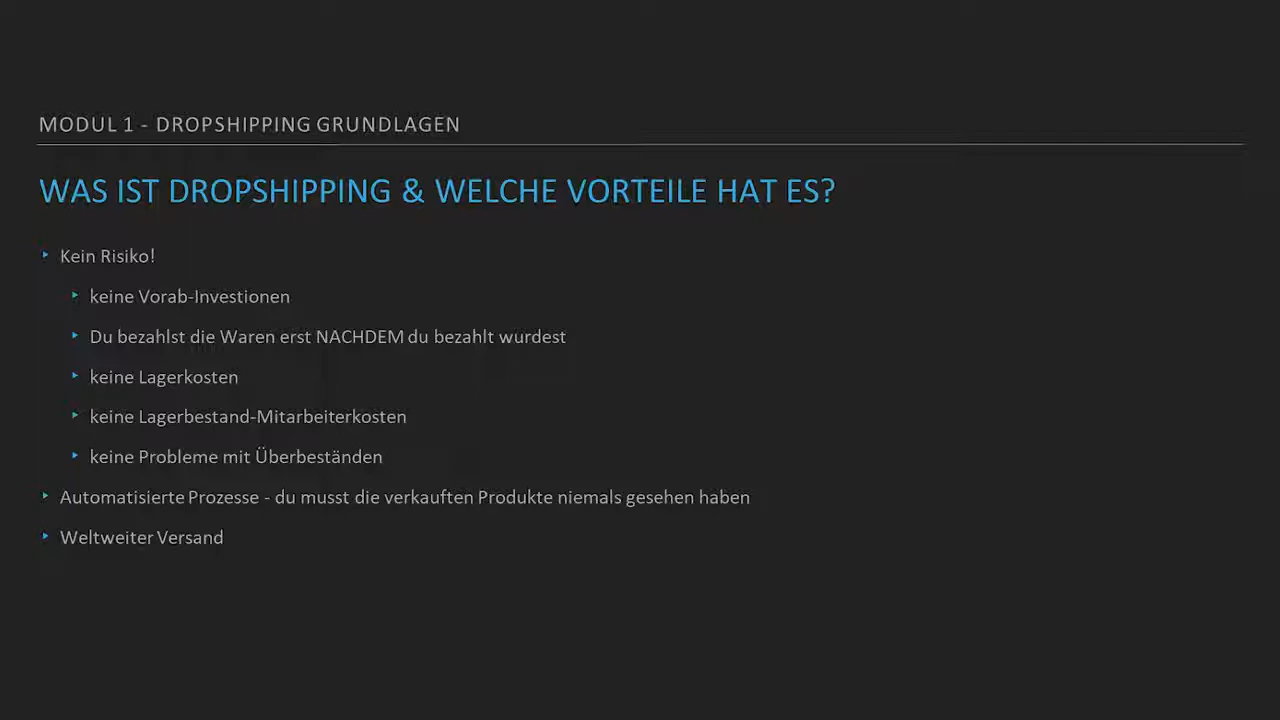 MODUL 1 - DROPSHIPPING GRUNDLAGEN
WAS IST DROPSHIPPING & WELCHE VORTEILE HAT ES?
Kein Risiko!
keine Vorab-Investionen
Du bezahlst die Waren erst NACHDEM du bezahlt wurdest
keine Lagerkosten
keine Lagerbestand-Mitarbeiterkosten
keine Probleme mit Überbeständen
Automatisierte Prozesse - du musst die verkauften Produkte niemals gesehen haben
Weltweiter Versand